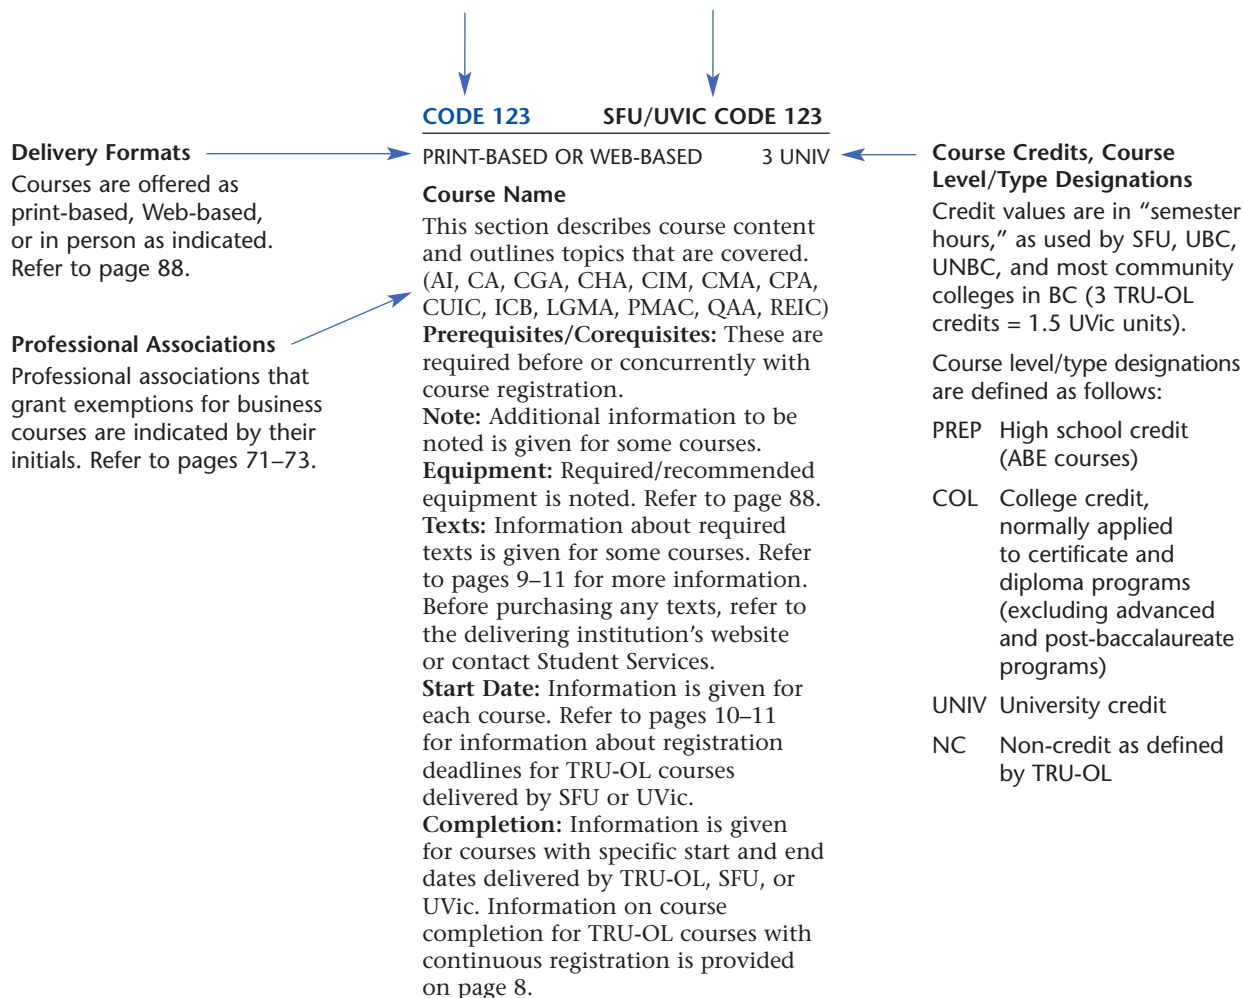 Delivery Formats
Courses are offered as
print-based, Web-based,
or in person as indicated.
Refer to page 88.
Professional Associations
Professional associations that
grant exemptions for business
courses are indicated by their
initials. Refer to pages 71–73.
CODE 123 SFU/UVIC CODE 123
PRINT-BASED OR WEB-BASED 3 UNIV
Course Name
This section describes course content
and outlines topics that are covered.
(AI, CA, CGA, CHA, CIM, CMA, CPA,
CUIC, ICB, LGMA, PMAC, QAA, REIC)
Prerequisites/Corequisites: These are
required before or concurrently with
course registration.
Note: Additional information to be
noted is given for some courses.
Equipment: Required/recommended
equipment is noted. Refer to page 88.
Texts: Information about required
texts is given for some courses. Refer
to pages 9–11 for more information.
Before purchasing any texts, refer to
the delivering institution's website
or contact Student Services.
Start Date: Information is given for
each course. Refer to pages 10–11
for information about registration
deadlines for TRU-OL courses
delivered by SFU or UVic.
Completion: Information is given
for courses with specific start and end
dates delivered by TRU-OL, SFU, or
UVic. Information on course
completion for TRU-OL courses with
continuous registration is provided
on page 8.
Course Credits, Course
Level/Type Designations
Credit values are in “semester
hours,” as used by SFU, UBC,
UNBC, and most community
colleges in BC (3 TRU-OL
credits = 1.5 UVic units).
Course level/type designations
are defined as follows:
PREP High school credit
(ABE courses)
COL College credit,
normally applied
to certificate and
diploma programs
(excluding advanced
and post-baccalaureate
programs)
UNIV University credit
NC Non-credit as defined
by TRU-OL